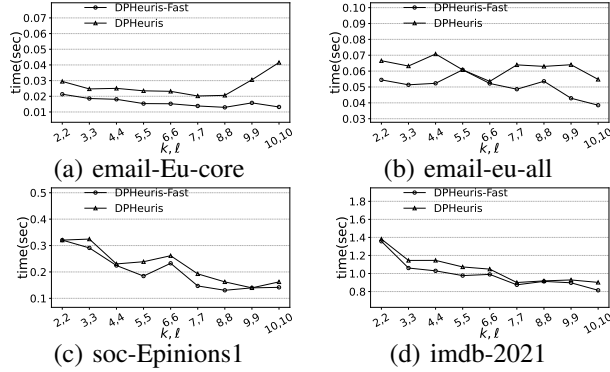 DPHeuris-Fast
DPHeuris
time(sec)
0.07
0.06
0.05
0.04
0.03
0.02
0.01
2,2 3,3 4,4 5,5 6,6 7,7 8,8 9,9 10,10
k, ℓ
(a) email-Eu-core
DPHeuris-Fast
DPHeuris
time(sec)
0.10
0.09
0.08
0.07
0.06
0.05
0.04
0.03
2,2 3,3 4,4 5,5 6,6 7,7 8,8 9,9 10,10
k, ℓ
(b) email-eu-all
DPHeuris-Fast
DPHeuris
time(sec)
0.5
0.4
0.3
0.2
0.1
2,2 3,3 4,4 5,5 6,6 7,7 8,8 9,9 10,10
k, ℓ
(c) soc-Epinions1
DPHeuris-Fast
DPHeuris
time(sec)
1.8
1.6
1.4
1.2
1.0
0.8
2,2 3,3 4,4 5,5 6,6 7,7 8,8 9,9 10,10
k, ℓ
(d) imdb-2021